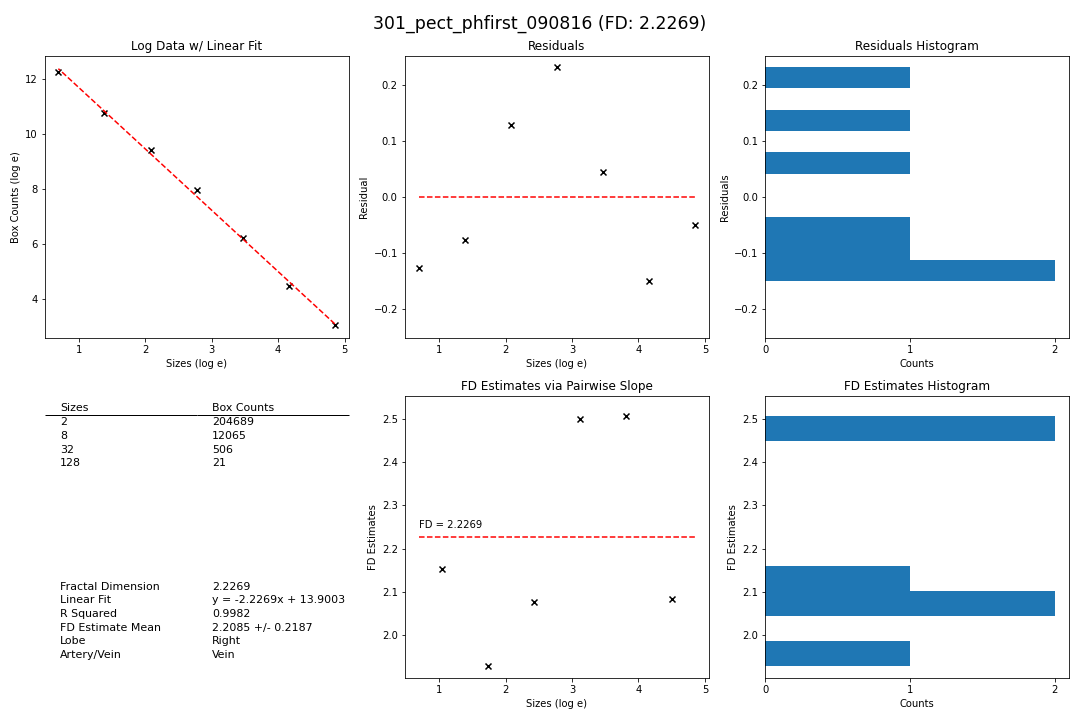 301_pect_phfirst_090816 (FD: 2.2269)
Log Data w/ Linear Fit
Box Counts (log e)
12
10
8
6
4
1 2 3 4 5
Sizes (log e)
Residuals
Residual
0.2
0.1
0.0
−0.1
−0.2
1 2 3 4 5
Sizes (log e)
Residuals Histogram
Residuals
0.2
0.1
0.0
−0.1
−0.2
0 1 2
Counts
Sizes Box Counts
2 204689
8 12065
32 506
128 21
Fractal Dimension 2.2269
Linear Fit y = -2.2269x + 13.9003
R Squared 0.9982
FD Estimate Mean 2.2085 +/- 0.2187
Lobe Right
Artery/Vein Vein
FD Estimates via Pairwise Slope
FD Estimates
2.5
2.4
2.3
2.2
2.1
2.0
FD = 2.2269
1 2 3 4 5
Sizes (log e)
FD Estimates Histogram
FD Estimates
2.5
2.4
2.3
2.2
2.1
2.0
0 1 2
Counts